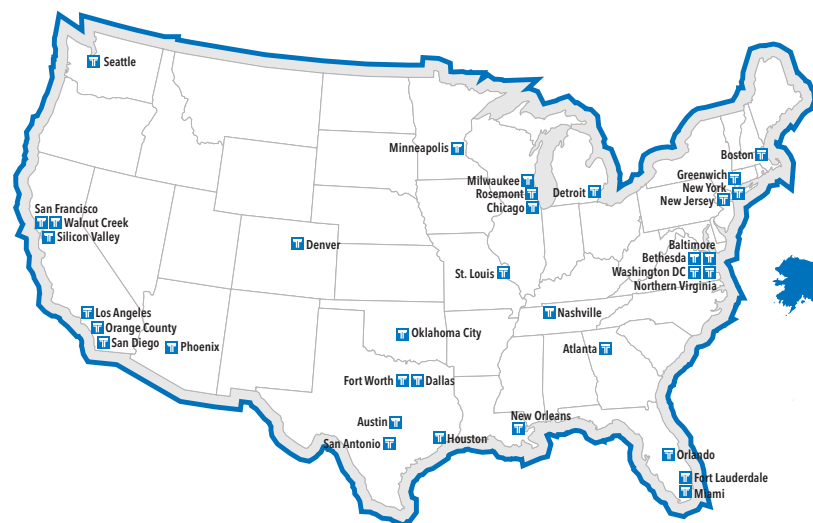 Seattle
Minneapolis
Boston
Milwaukee
Greenwich
Rosemont
Detroit
New York
Chicago
New Jersey
San Francisco
Walnut Creek
Silicon Valley
Denver
Baltimore
Bethesda
St. Louis
Washington DC
Northern Virginia
Los Angeles
Nashville
Orange County
Oklahoma City
San Diego
Phoenix
Atlanta
Fort Worth
Dallas
New Orleans
Austin
San Antonio
Houston
Orlando
Fort Lauderdale
Miami